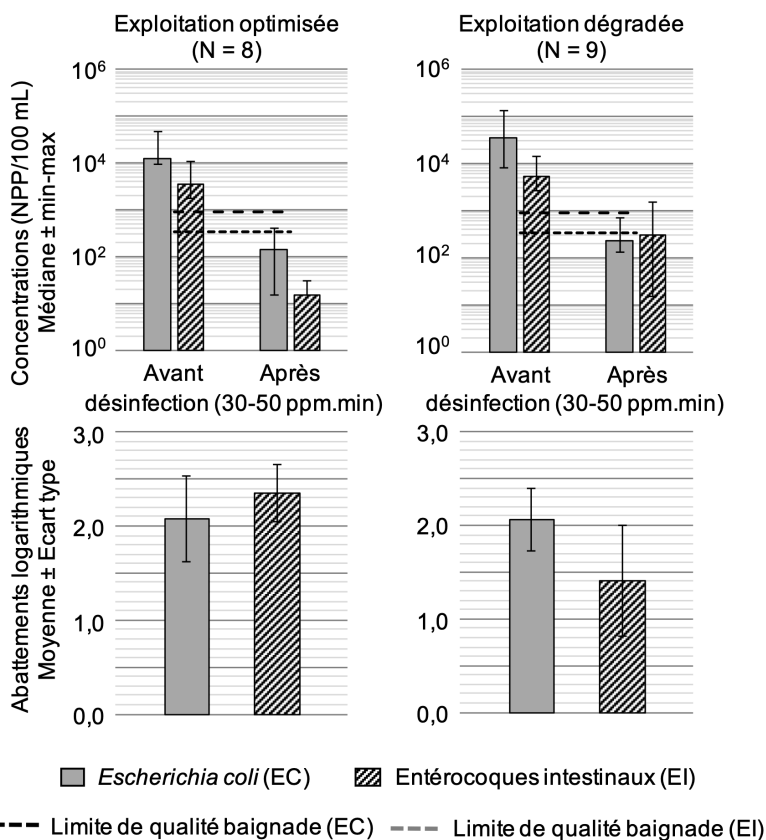 Exploitation optimisée
(N = 8)
Exploitation dégradée
(N = 9)
Concentrations (NPP/100 mL)
Médiane ± min-max
10⁶
10⁴
10²
10⁰
10⁶
10⁴
10²
10⁰
Avant
Après
désinfection (30-50 ppm.min)
Avant
Après
désinfection (30-50 ppm.min)
Abattements logarithmiques
Moyenne ± Ecart type
3,0
2,0
1,0
0,0
3,0
2,0
1,0
0,0
Escherichia coli (EC)
Entérocoques intestinaux (EI)
Limite de qualité baignade (EC)
Limite de qualité baignade (EI)